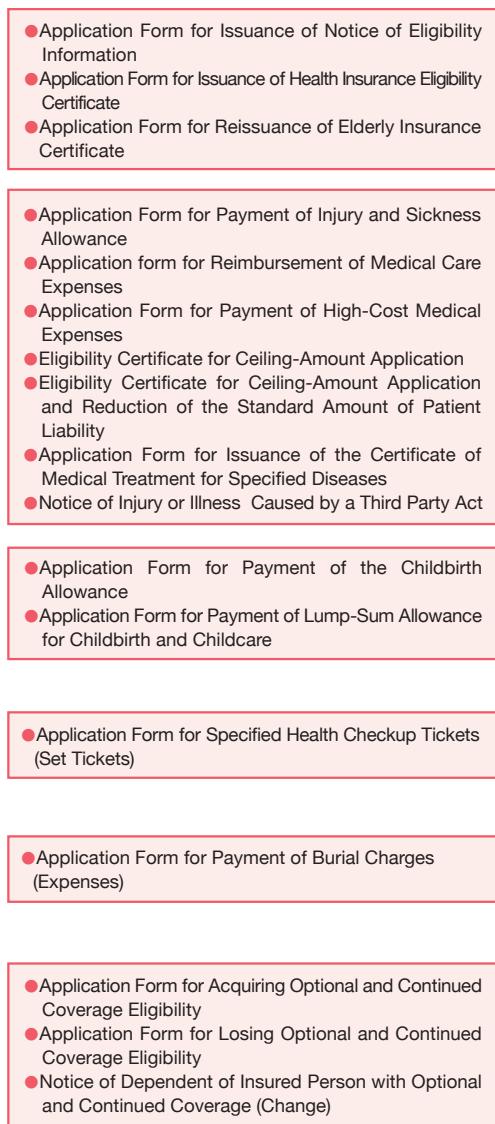 ●Application Form for Issuance of Notice of Eligibility
Information
●Application Form for Issuance of Health Insurance Eligibility
Certificate
●Application Form for Reissuance of Elderly Insurance
Certificate
●Application Form for Payment of Injury and Sickness
Allowance
●Application form for Reimbursement of Medical Care
Expenses
●Application Form for Payment of High-Cost Medical
Expenses
●Eligibility Certificate for Ceiling-Amount Application
●Eligibility Certificate for Ceiling-Amount Application
and Reduction of the Standard Amount of Patient
Liability
●Application Form for Issuance of the Certificate of
Medical Treatment for Specified Diseases
●Notice of Injury or Illness Caused by a Third Party Act
●Application Form for Payment of the Childbirth
Allowance
●Application Form for Payment of Lump-Sum Allowance
for Childbirth and Childcare
●Application Form for Specified Health Checkup Tickets
(Set Tickets)
●Application Form for Payment of Burial Charges
(Expenses)
●Application Form for Acquiring Optional and Continued
Coverage Eligibility
●Application Form for Losing Optional and Continued
Coverage Eligibility
●Notice of Dependent of Insured Person with Optional
and Continued Coverage (Change)